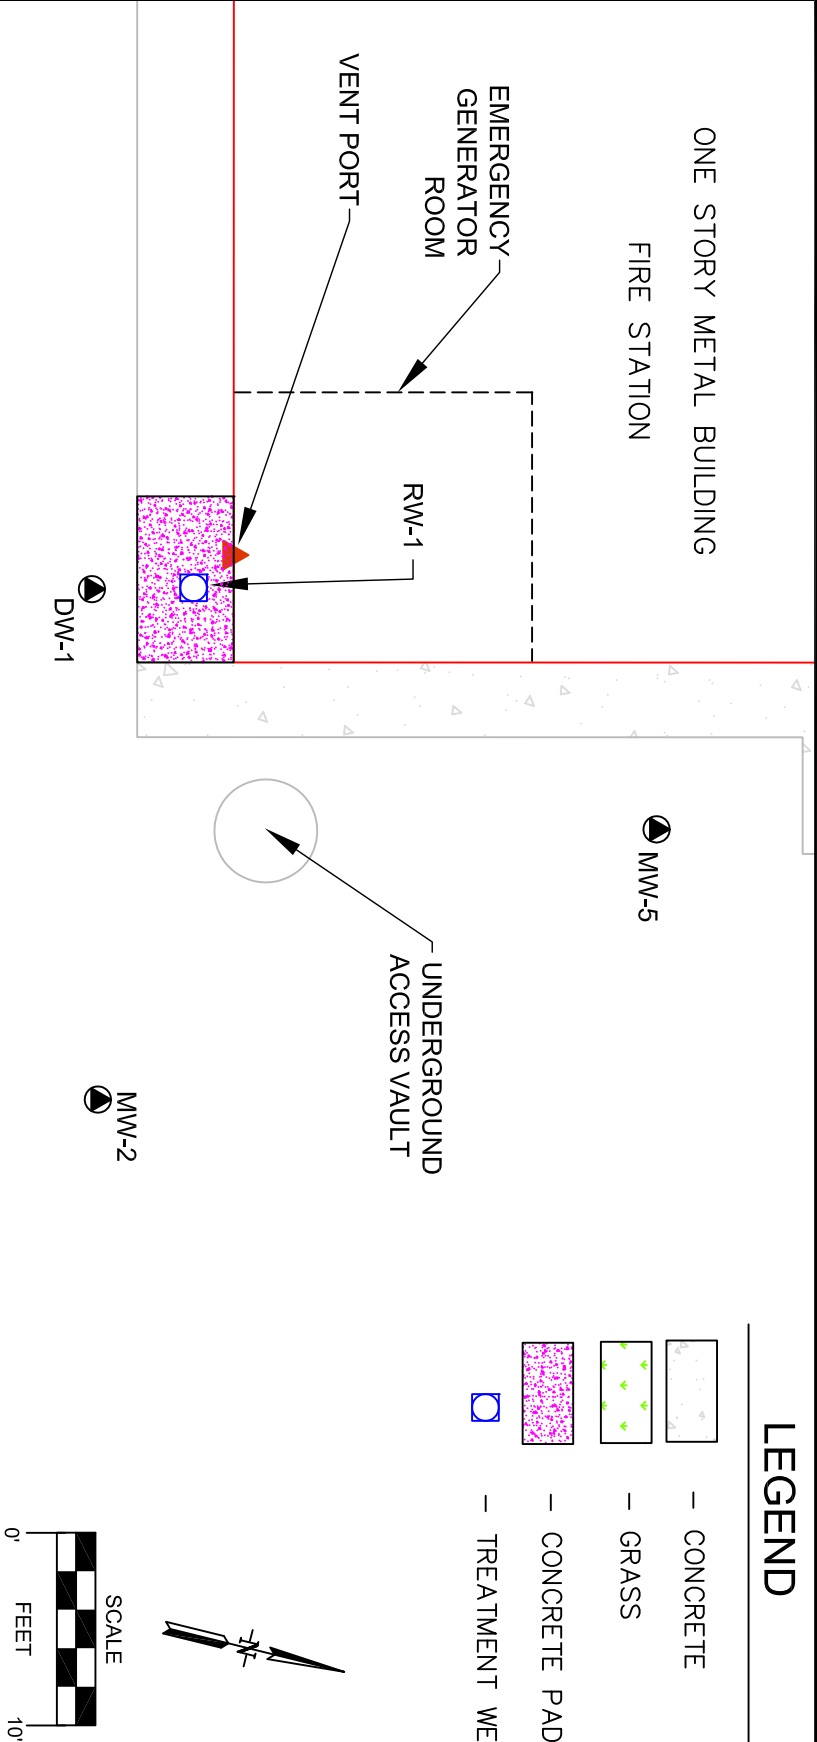 ONE STORY METAL BUILDING
FIRE STATION
EMERGENCY
GENERATOR
ROOM
VENT PORT
RW-1
DW-1
MW-5
UNDERGROUND
ACCESS VAULT
MW-2
LEGEND
- CONCRETE
- GRASS
- CONCRETE PAD
- TREATMENT WE
N
SCALE
0' 10'
FEET